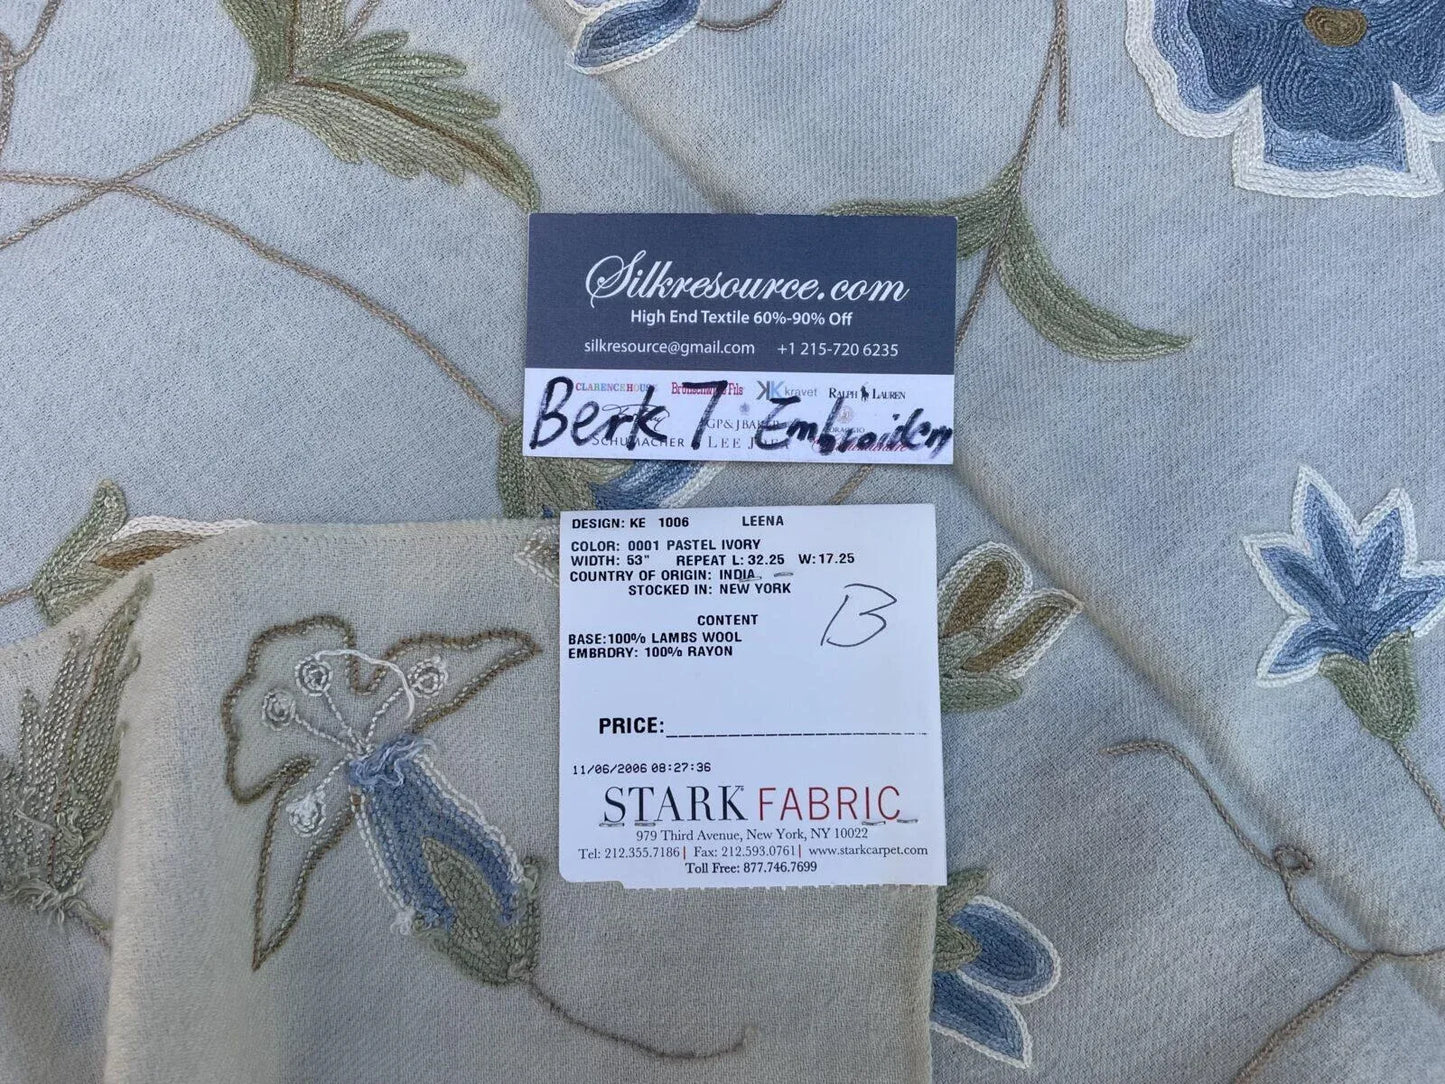 Silkresource.com
High End Textile 60%-90% Off
silkresource@gmail.com +1 215-720 6235
CLARENCE HOUSE Brunschwig & Fils kravet RALPH LAUREN
Berk 7 Embroidery
SCHUMACHER GP&J BAKER LEE JOFA
DESIGN: KE 1006 LEENA
COLOR: 0001 PASTEL IVORY
WIDTH: 53" REPEAT L: 32.25 W: 17.25
COUNTRY OF ORIGIN: INDIA
STOCKED IN: NEW YORK
B
CONTENT
BASE:100% LAMBS WOOL
EMBRDRY: 100% RAYON
PRICE:
11/06/2006 08:27:36
STARK FABRIC
979 Third Avenue, New York, NY 10022
Tel: 212.355.7186| Fax: 212.593.0761| www.starkcarpet.com
Toll Free: 877.746.7699